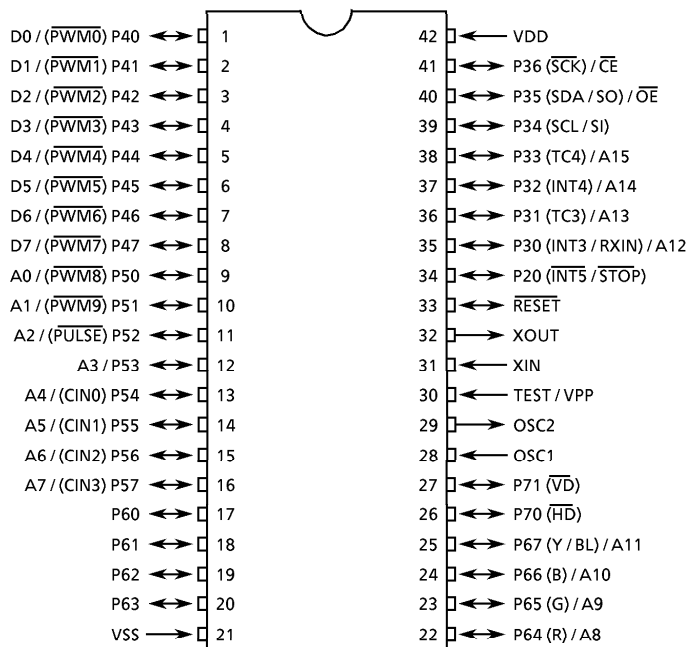 D0 / (PWM0) P40 1 42 VDD
D1 / (PWM1) P41 2 41 P36 (SCK) / CE
D2 / (PWM2) P42 3 40 P35 (SDA / SO) / OE
D3 / (PWM3) P43 4 39 P34 (SCL / SI)
D4 / (PWM4) P44 5 38 P33 (TC4) / A15
D5 / (PWM5) P45 6 37 P32 (INT4) / A14
D6 / (PWM6) P46 7 36 P31 (TC3) / A13
D7 / (PWM7) P47 8 35 P30 (INT3 / RXIN) / A12
A0 / (PWM8) P50 9 34 P20 (INT5 / STOP)
A1 / (PWM9) P51 10 33 RESET
A2 / (PULSE) P52 11 32 XOUT
A3 / P53 12 31 XIN
A4 / (CIN0) P54 13 30 TEST / VPP
A5 / (CIN1) P55 14 29 OSC2
A6 / (CIN2) P56 15 28 OSC1
A7 / (CIN3) P57 16 27 P71 (VD)
P60 17 26 P70 (HD)
P61 18 25 P67 (Y / BL) / A11
P62 19 24 P66 (B) / A10
P63 20 23 P65 (G) / A9
VSS 21 22 P64 (R) / A8